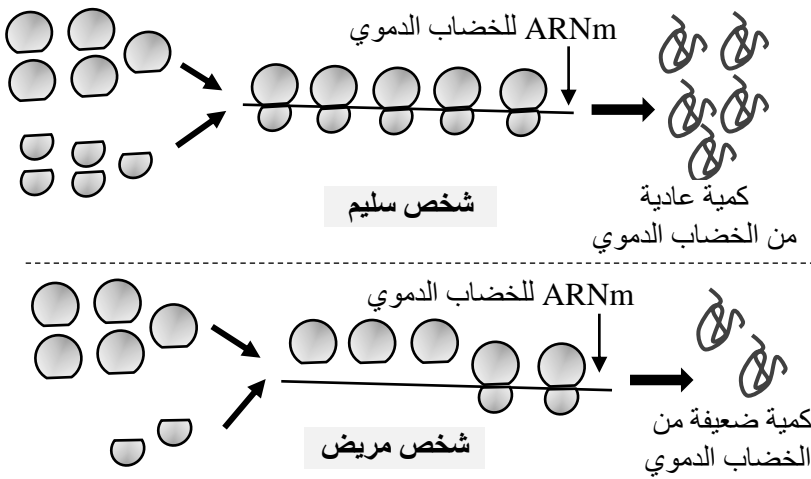 ARNm للخضاب الدموي
شخص سليم
كمية عادية
من الخضاب الدموي
ARNm للخضاب الدموي
شخص مريض
كمية ضعيفة من
الخضاب الدموي